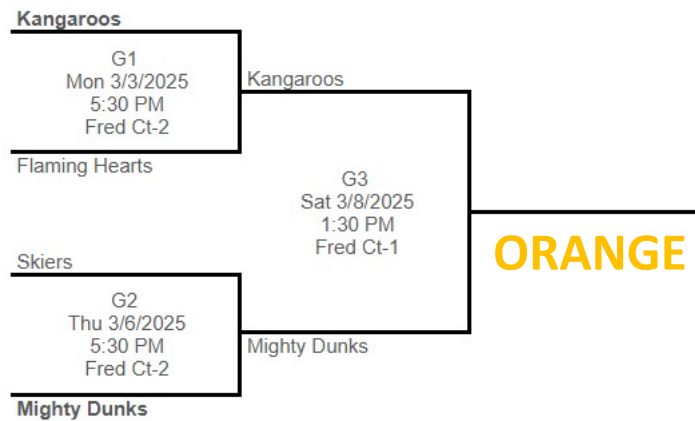 Kangaroos
G1
Mon 3/3/2025
5:30 PM
Fred Ct-2
Flaming Hearts
Kangaroos
G3
Sat 3/8/2025
1:30 PM
Fred Ct-1
ORANGE
Skiers
G2
Thu 3/6/2025
5:30 PM
Fred Ct-2
Mighty Dunks
Mighty Dunks